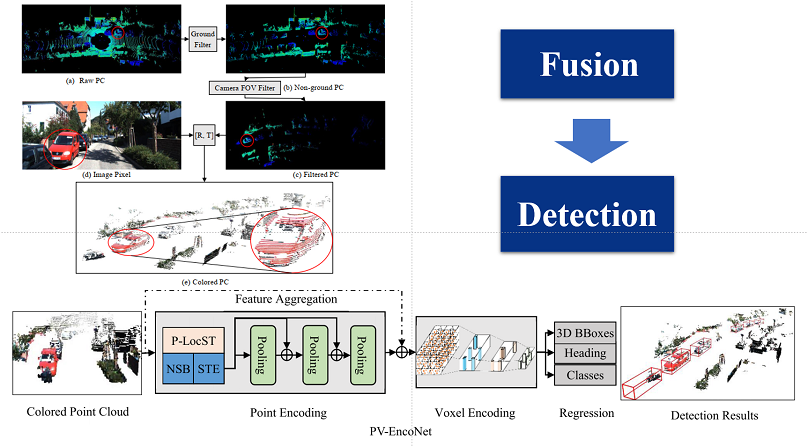 Ground
Filter
(a) Raw PC
(b) Non-ground PC
Camera FOV Filter
[R, T]
(d) Image Pixel
(c) Filtered PC
(e) Colored PC
Fusion
Detection
Feature Aggregation
P-LocST
NSB
STE
Pooling
Pooling
Pooling
3D BBoxes
Heading
Classes
Colored Point Cloud
Point Encoding
Voxel Encoding
Regression
Detection Results
PV-EncoNet